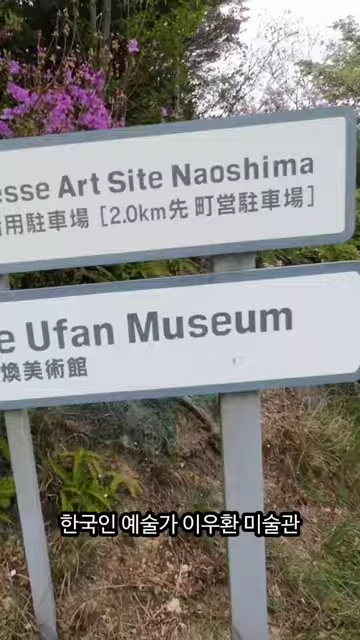 esse Art Site Naoshima
用駐車場 [2.0km先 町営駐車場]
e Ufan Museum
煥美術館
한국인 예술가 이우환 미술관